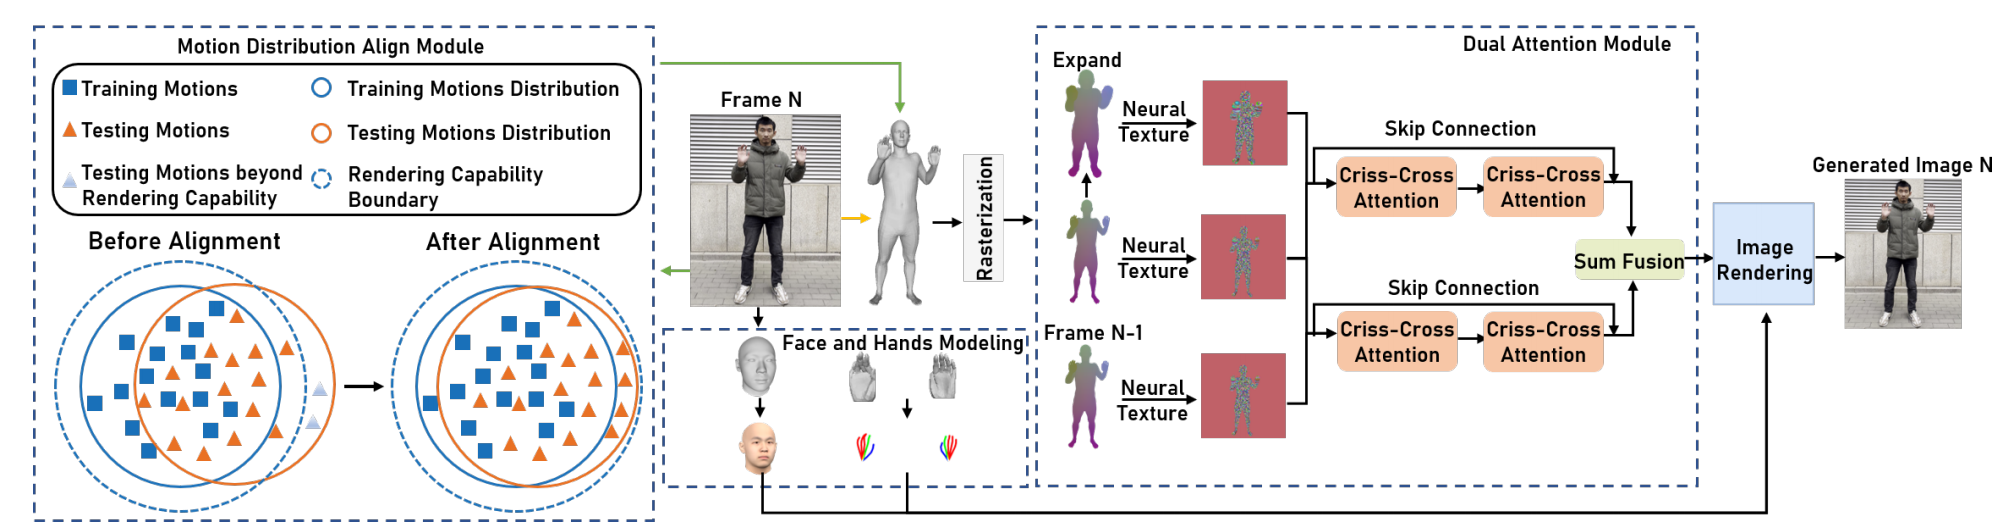 Motion Distribution Align Module
Training Motions
Training Motions Distribution
Testing Motions
Testing Motions Distribution
Testing Motions beyond
Rendering Capability
Rendering Capability
Boundary
Before Alignment
After Alignment
Frame N
Rasterization
Face and Hands Modeling
Dual Attention Module
Expand
Neural
Texture
Neural
Texture
Frame N-1
Neural
Texture
Skip Connection
Criss-Cross
Attention
Criss-Cross
Attention
Skip Connection
Criss-Cross
Attention
Criss-Cross
Attention
Sum Fusion
Image
Rendering
Generated Image N